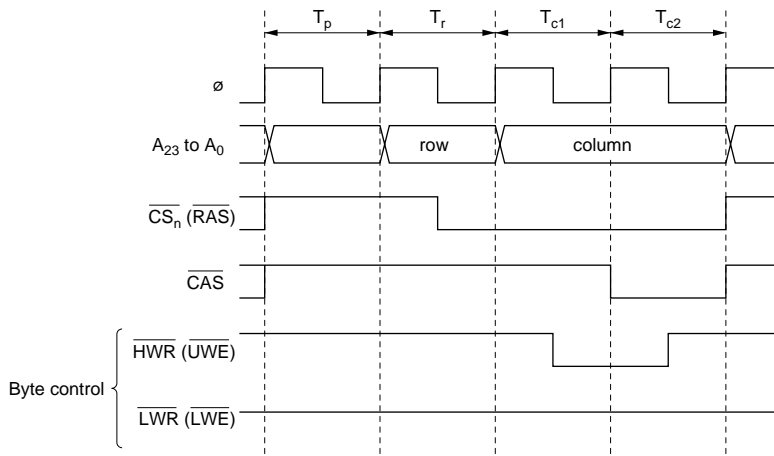 Tp Tr Tc1 Tc2
ø
A23 to A0 row column
CSn (RAS)
CAS
HWR (UWE)
Byte control
LWR (LWE)